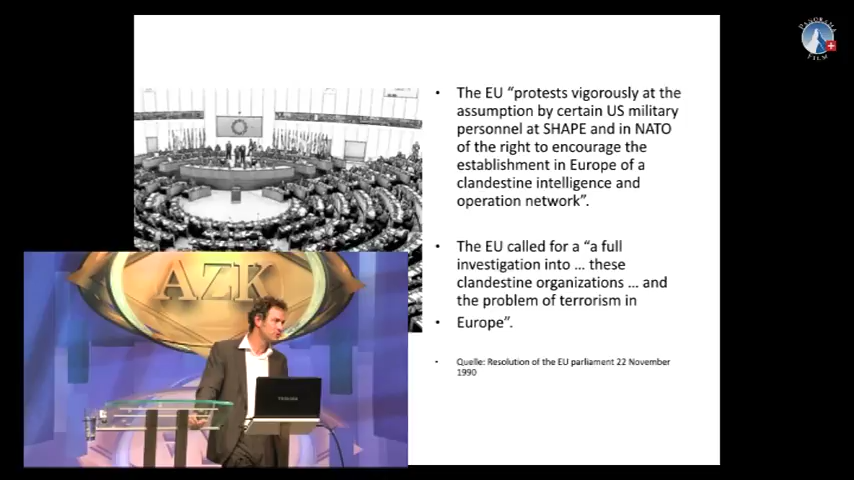 PANORAMA
FILM
• The EU “protests vigorously at the
assumption by certain US military
personnel at SHAPE and in NATO
of the right to encourage the
establishment in Europe of a
clandestine intelligence and
operation network”.
• The EU called for a “a full
investigation into … these
clandestine organizations … and
the problem of terrorism in
• Europe”.
• Quelle: Resolution of the EU parliament 22 November
1990
AZK
TOSHIBA